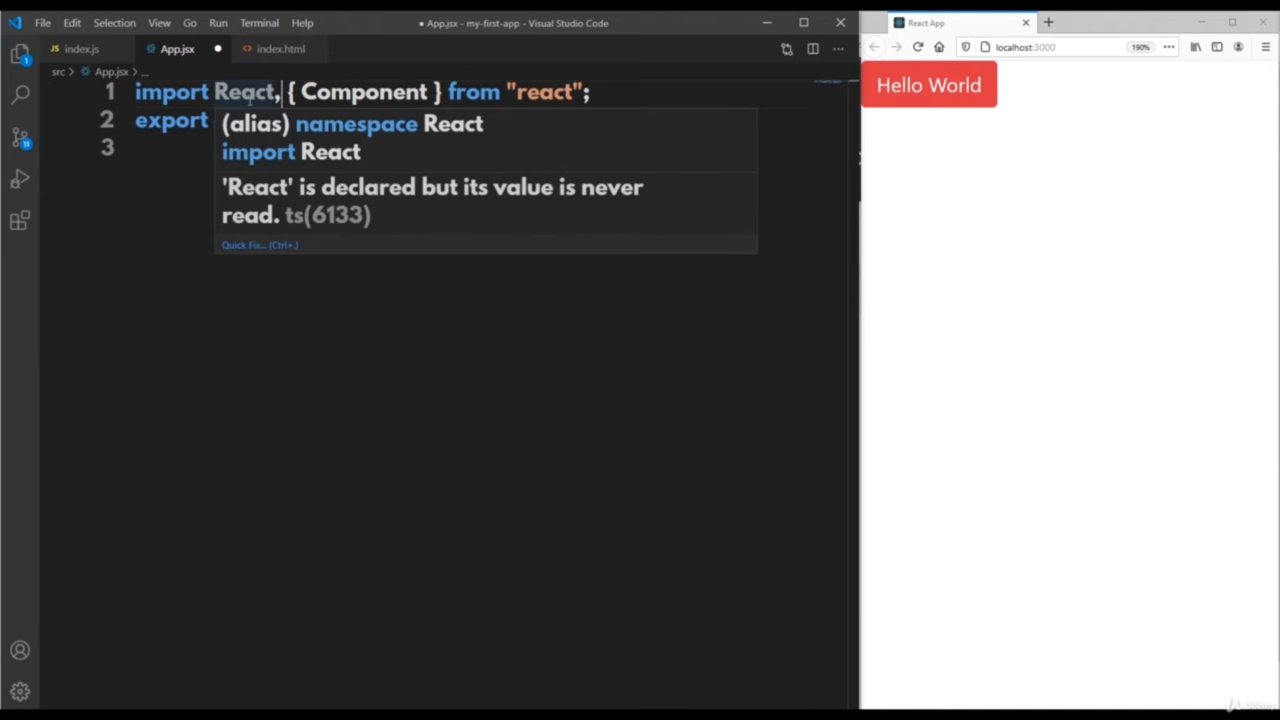 File Edit Selection View Go Run Terminal Help
● App.jsx - my-first-app - Visual Studio Code
JS index.js
App.jsx
<> index.html
src > App.jsx > ...
1 import React, { Component } from "react";
2 export
3
(alias) namespace React
import React
'React' is declared but its value is never
read. ts(6133)
Quick Fix... (Ctrl+.)
1
11
React App
localhost:3000
190%
Hello World